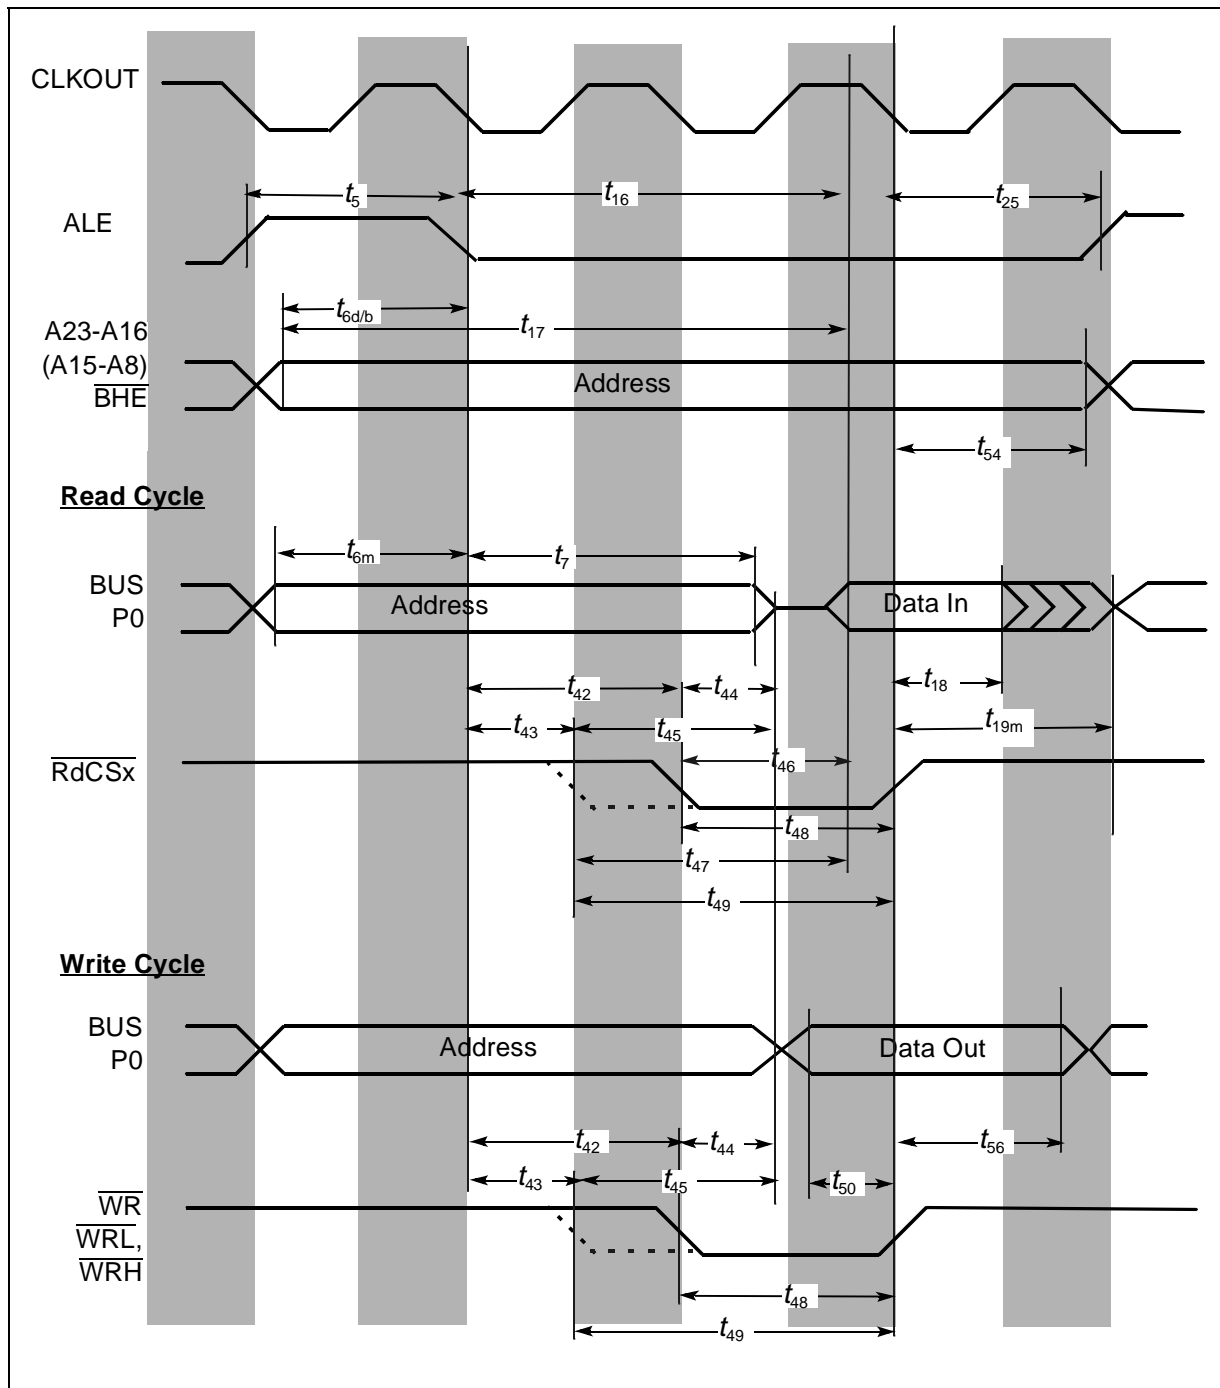 CLKOUT
t5 t16 t25
ALE
t6d/b
A23-A16 t17
(A15-A8)
BHE Address
t54
Read Cycle
t6m t7
BUS
P0 Address Data In
t42 t44 t18
t43 t45 t19m
RdCSx t46
t48
t47
t49
Write Cycle
BUS
P0 Address Data Out
t42 t44 t56
t43 t45 t50
WR
WRL,
WRH
t48
t49